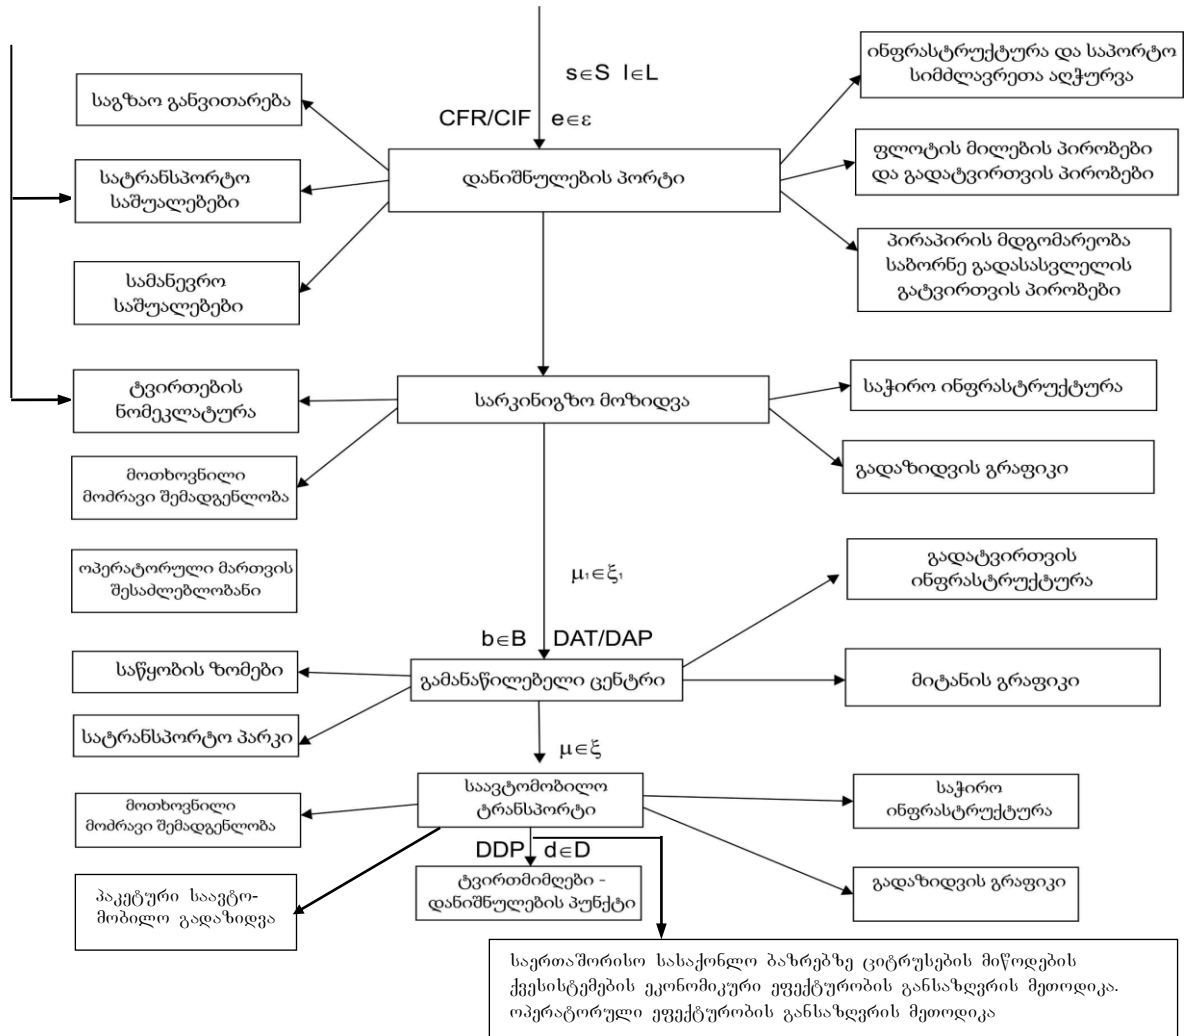 s∈S l∈L
CFR/CIF e∈ε
ინფრასტრუქტურა და საპორტო
სიმძლავრეთა აღჭურვა
საგზაო განვითარება
ფლოტის მილების პირობები
და გადატვირთვის პირობები
დანიშნულების პორტი
სატრანსპორტო
საშუალებები
პირაპირის მდგომარეობა
საბორნე გადასასვლელის
გატვირთვის პირობები
სამანევრო
საშუალებები
ტვირთების
ნომეკლატურა
სარკინიგზო მოზიდვა
საჭირო ინფრასტრუქტურა
მოთხოვნილი
მოძრავი შემადგენლობა
გადაზიდვის გრაფიკი
ოპერატორული მართვის
შესაძლებლობანი
გადატვირთვის
ინფრასტრუქტურა
μ₁∈ξ₁
b∈B DAT/DAP
საწყობის ზომები
გამანაწილებელი ცენტრი
მიტანის გრაფიკი
სატრანსპორტო პარკი
μ∈ξ
საავტომობილო
ტრანსპორტი
მოთხოვნილი
მოძრავი შემადგენლობა
საჭირო
ინფრასტრუქტურა
DDP d∈D
ტვირთმიმღები -
დანიშნულების პუნქტი
გადაზიდვის გრაფიკი
პაკეტური საავტო-
მობილო გადაზიდვა
საერთაშორისო სასაქონლო ბაზრებზე ციტრუსების მიწოდების
ქვესისტემების ეკონომიკური ეფექტურობის განსაზღვრის მეთოდიკა.
ოპერატორული ეფექტურობის განსაზღვრის მეთოდიკა